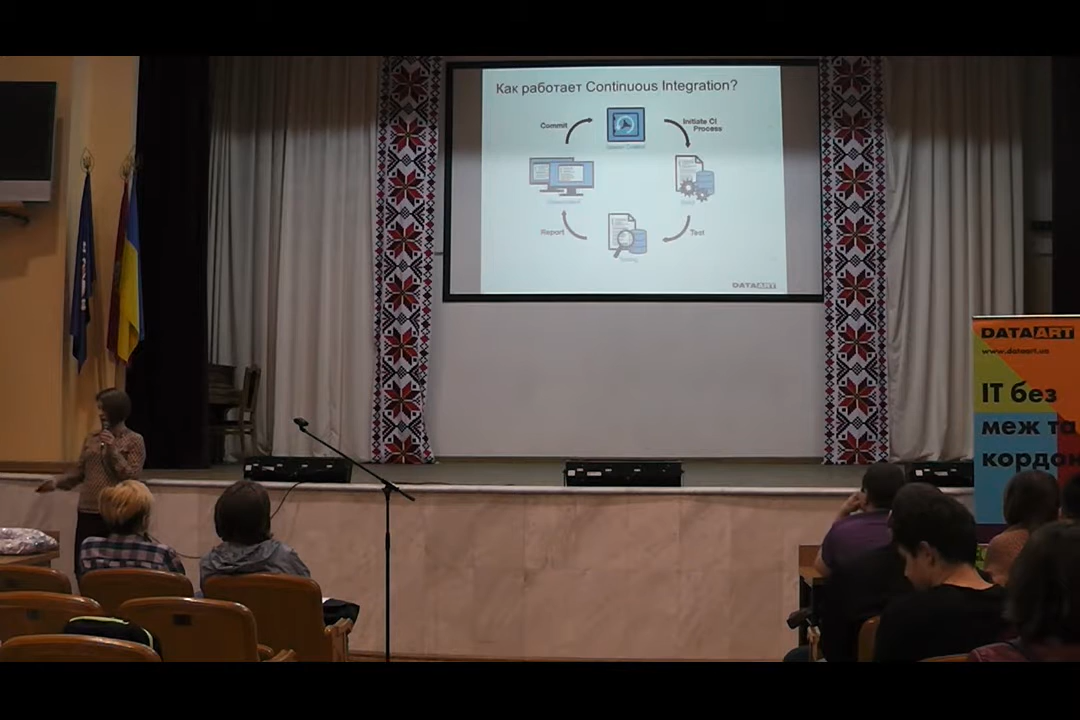 Как работает Continuous Integration?
Commit
Initiate CI
Process
Report
Test
DATAART
DATAART
www.dataart.ua
IT без
меж та
кордон